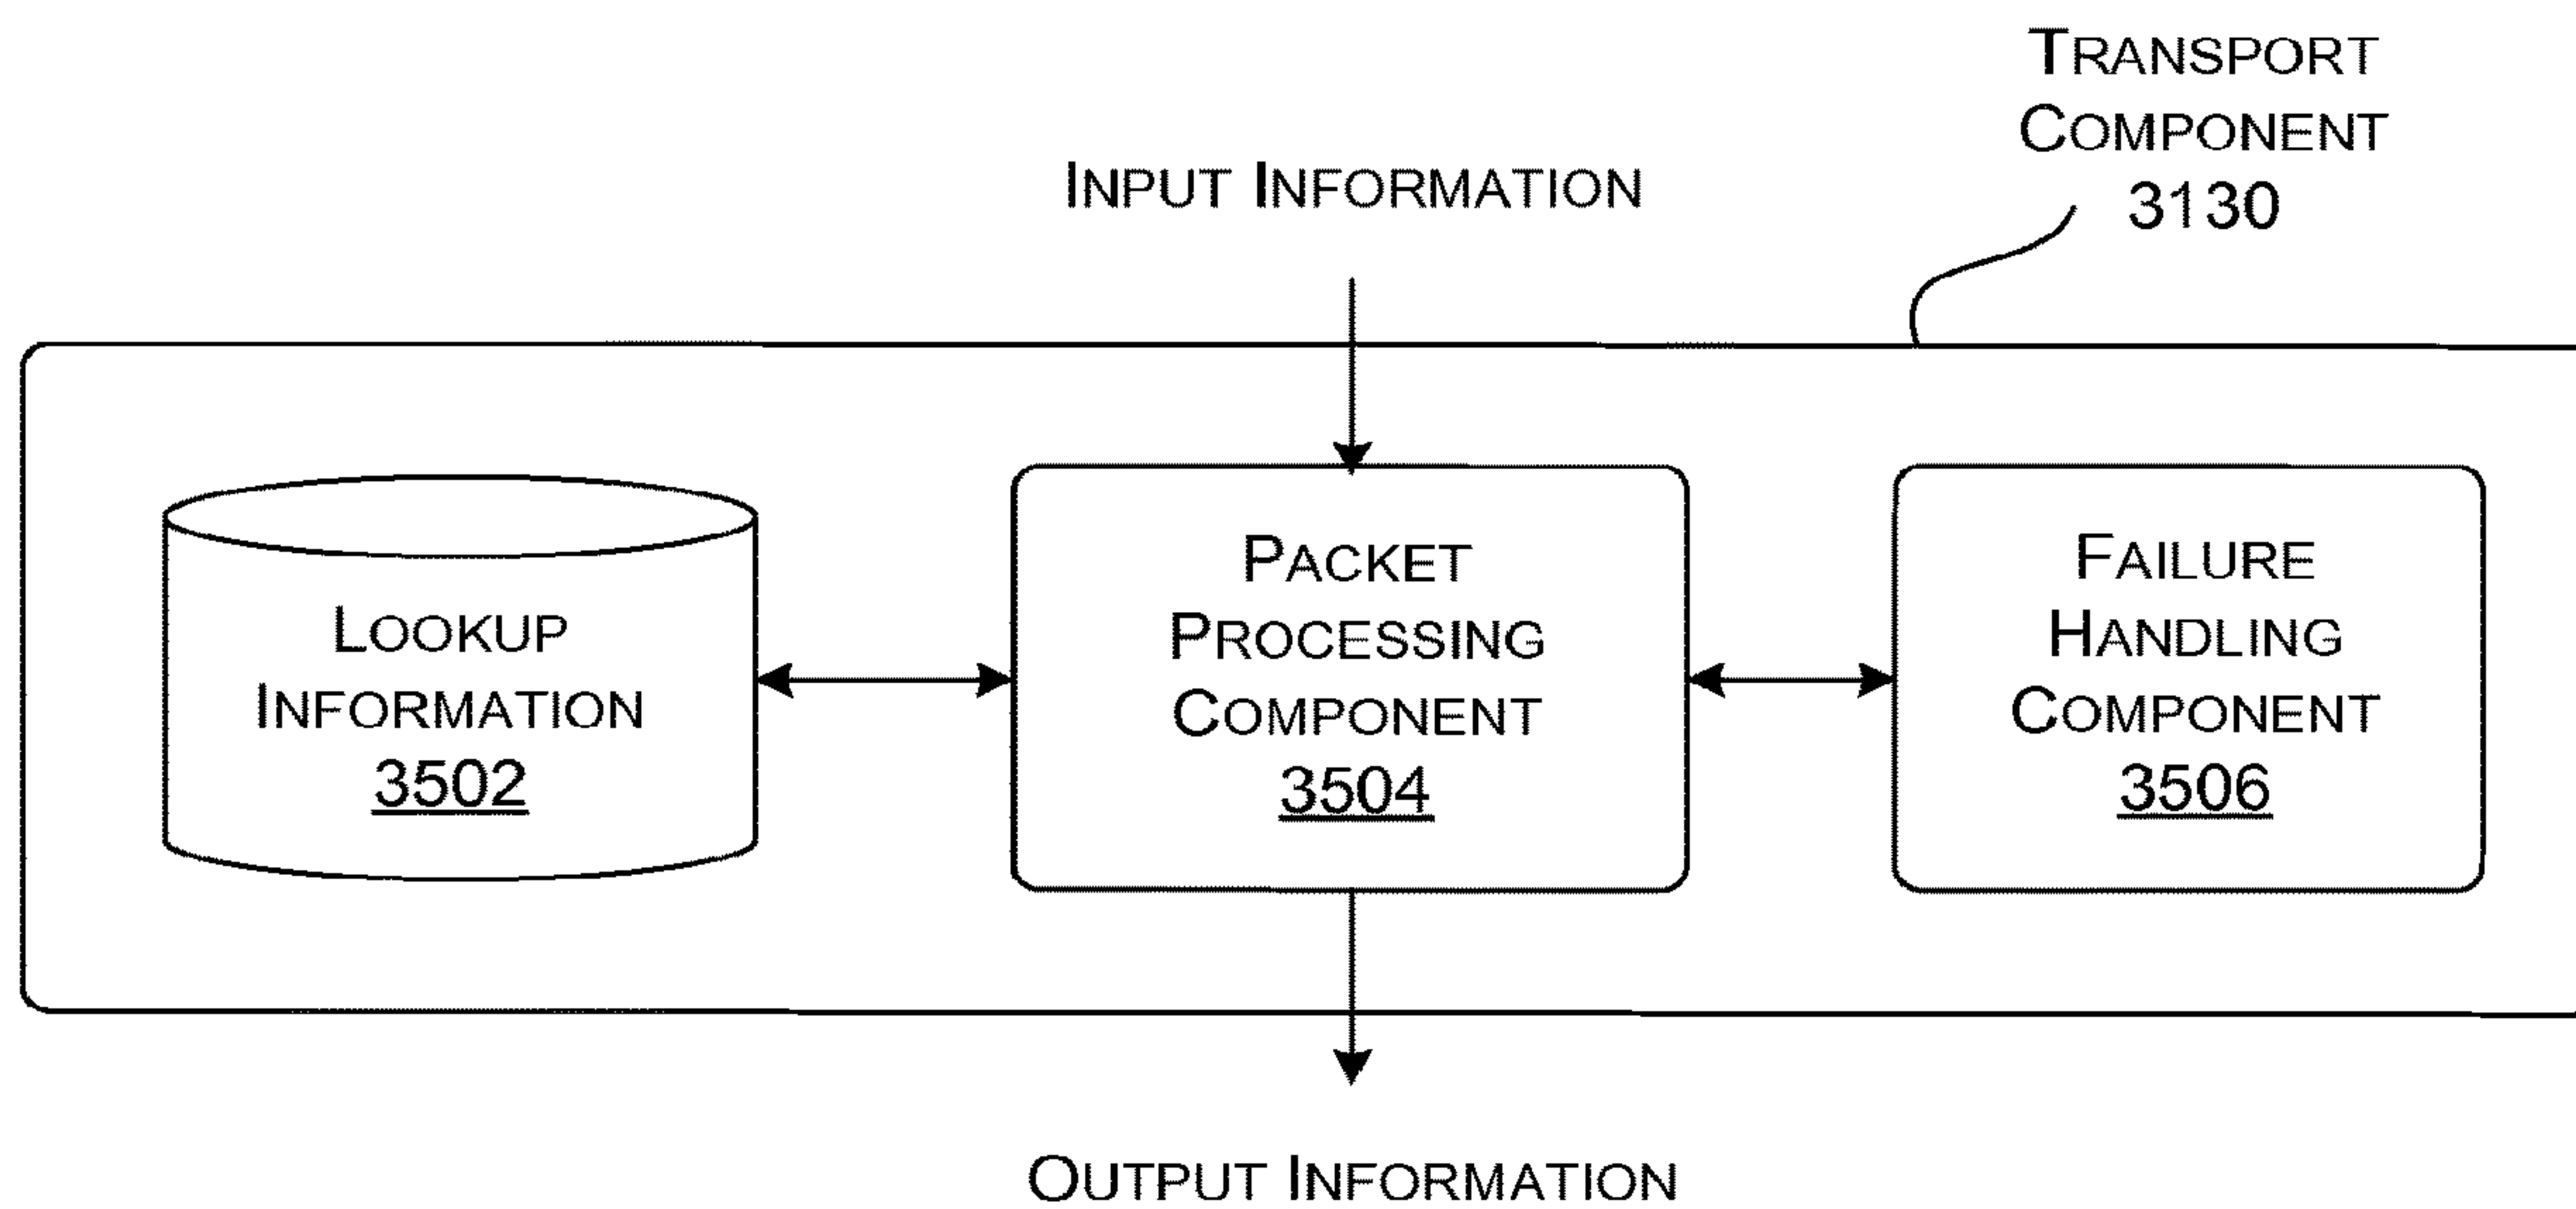 TRANSPORT
COMPONENT
3130
INPUT INFORMATION
LOOKUP
INFORMATION
3502
PACKET
PROCESSING
COMPONENT
3504
FAILURE
HANDLING
COMPONENT
3506
OUTPUT INFORMATION